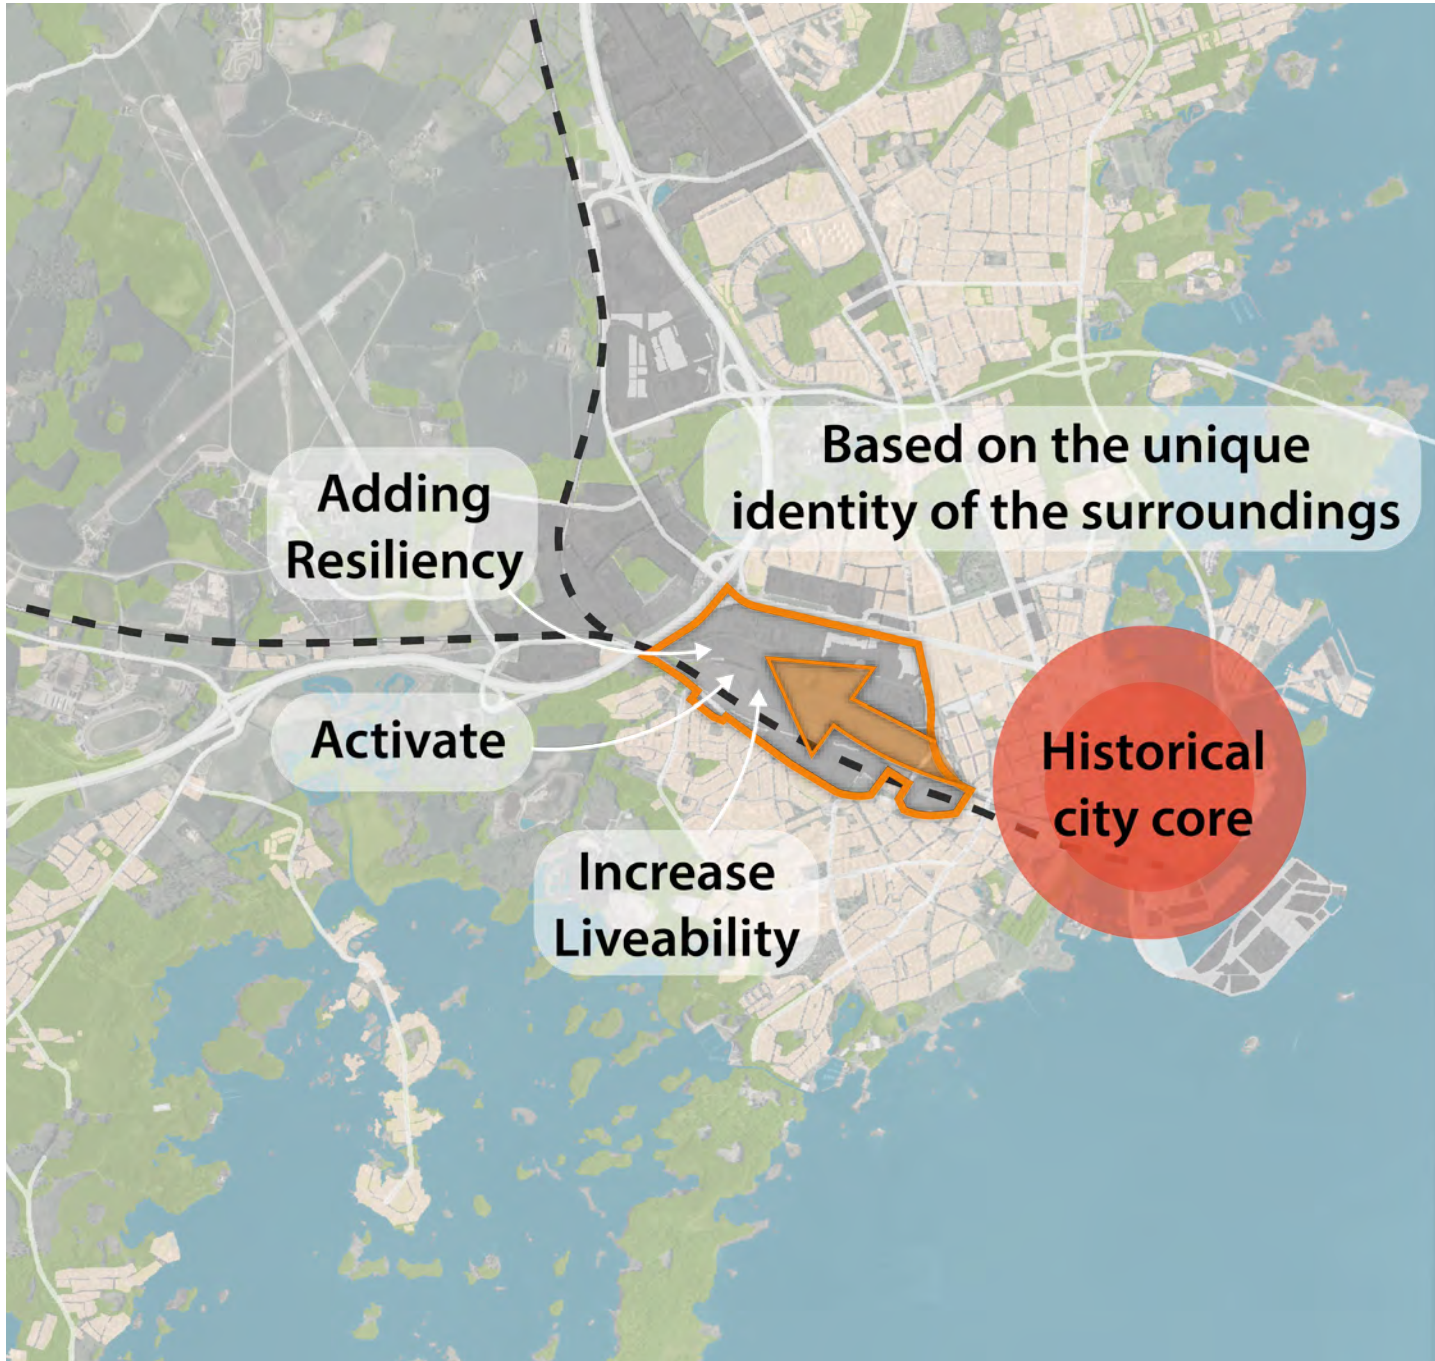 Based on the unique
identity of the surroundings
Adding
Resiliency
Activate
Historical
city core
Increase
Liveability